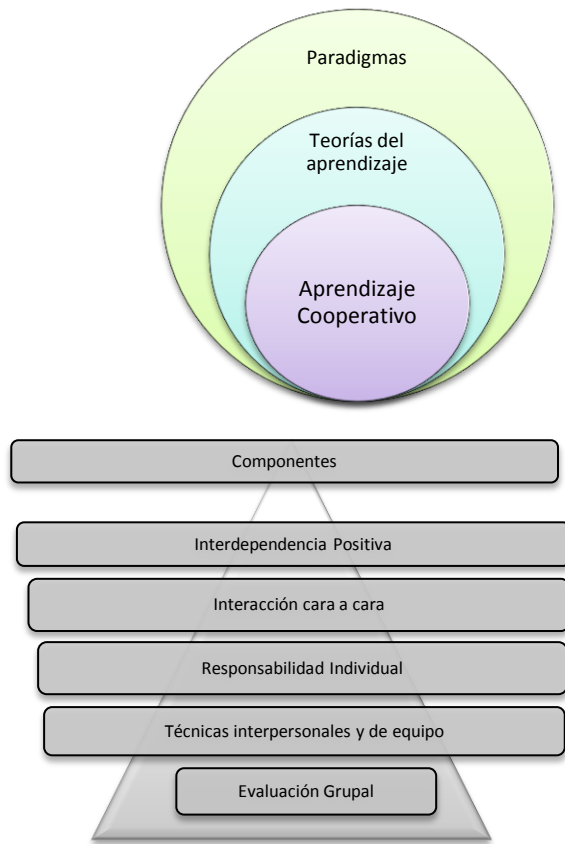 Paradigmas
Teorías del
aprendizaje
Aprendizaje
Cooperativo
Componentes
Interdependencia Positiva
Interacción cara a cara
Responsabilidad Individual
Técnicas interpersonales y de equipo
Evaluación Grupal